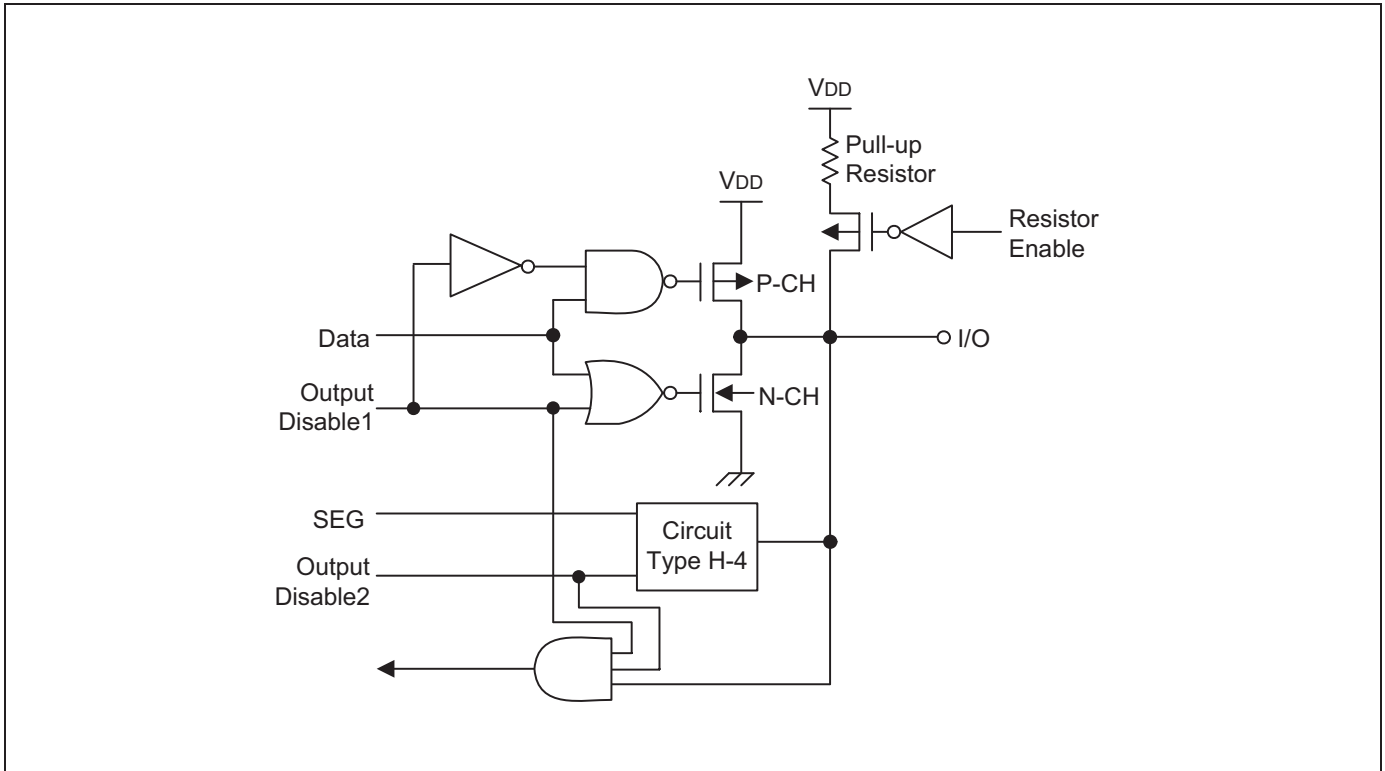 VDD
Pull-up
Resistor
VDD
Resistor
Enable
P-CH
Data
I/O
Output
Disable1
N-CH
SEG
Circuit
Type H-4
Output
Disable2